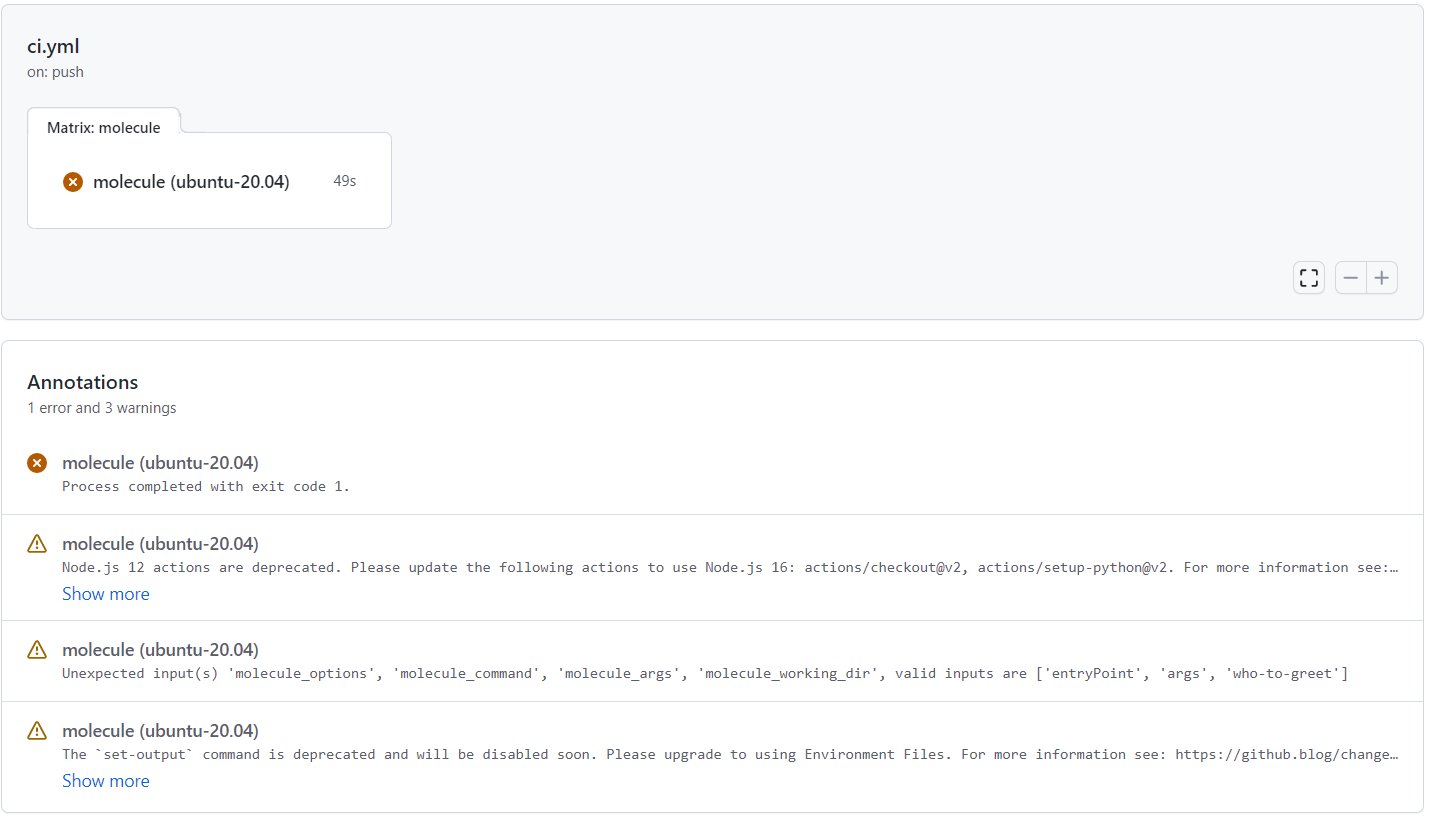 ci.yml
on: push
Matrix: molecule
molecule (ubuntu-20.04) 49s
Annotations
1 error and 3 warnings
molecule (ubuntu-20.04)
Process completed with exit code 1.
molecule (ubuntu-20.04)
Node.js 12 actions are deprecated. Please update the following actions to use Node.js 16: actions/checkout@v2, actions/setup-python@v2. For more information see:…
Show more
molecule (ubuntu-20.04)
Unexpected input(s) 'molecule_options', 'molecule_command', 'molecule_args', 'molecule_working_dir', valid inputs are ['entryPoint', 'args', 'who-to-greet']
molecule (ubuntu-20.04)
The `set-output` command is deprecated and will be disabled soon. Please upgrade to using Environment Files. For more information see: https://github.blog/change…
Show more